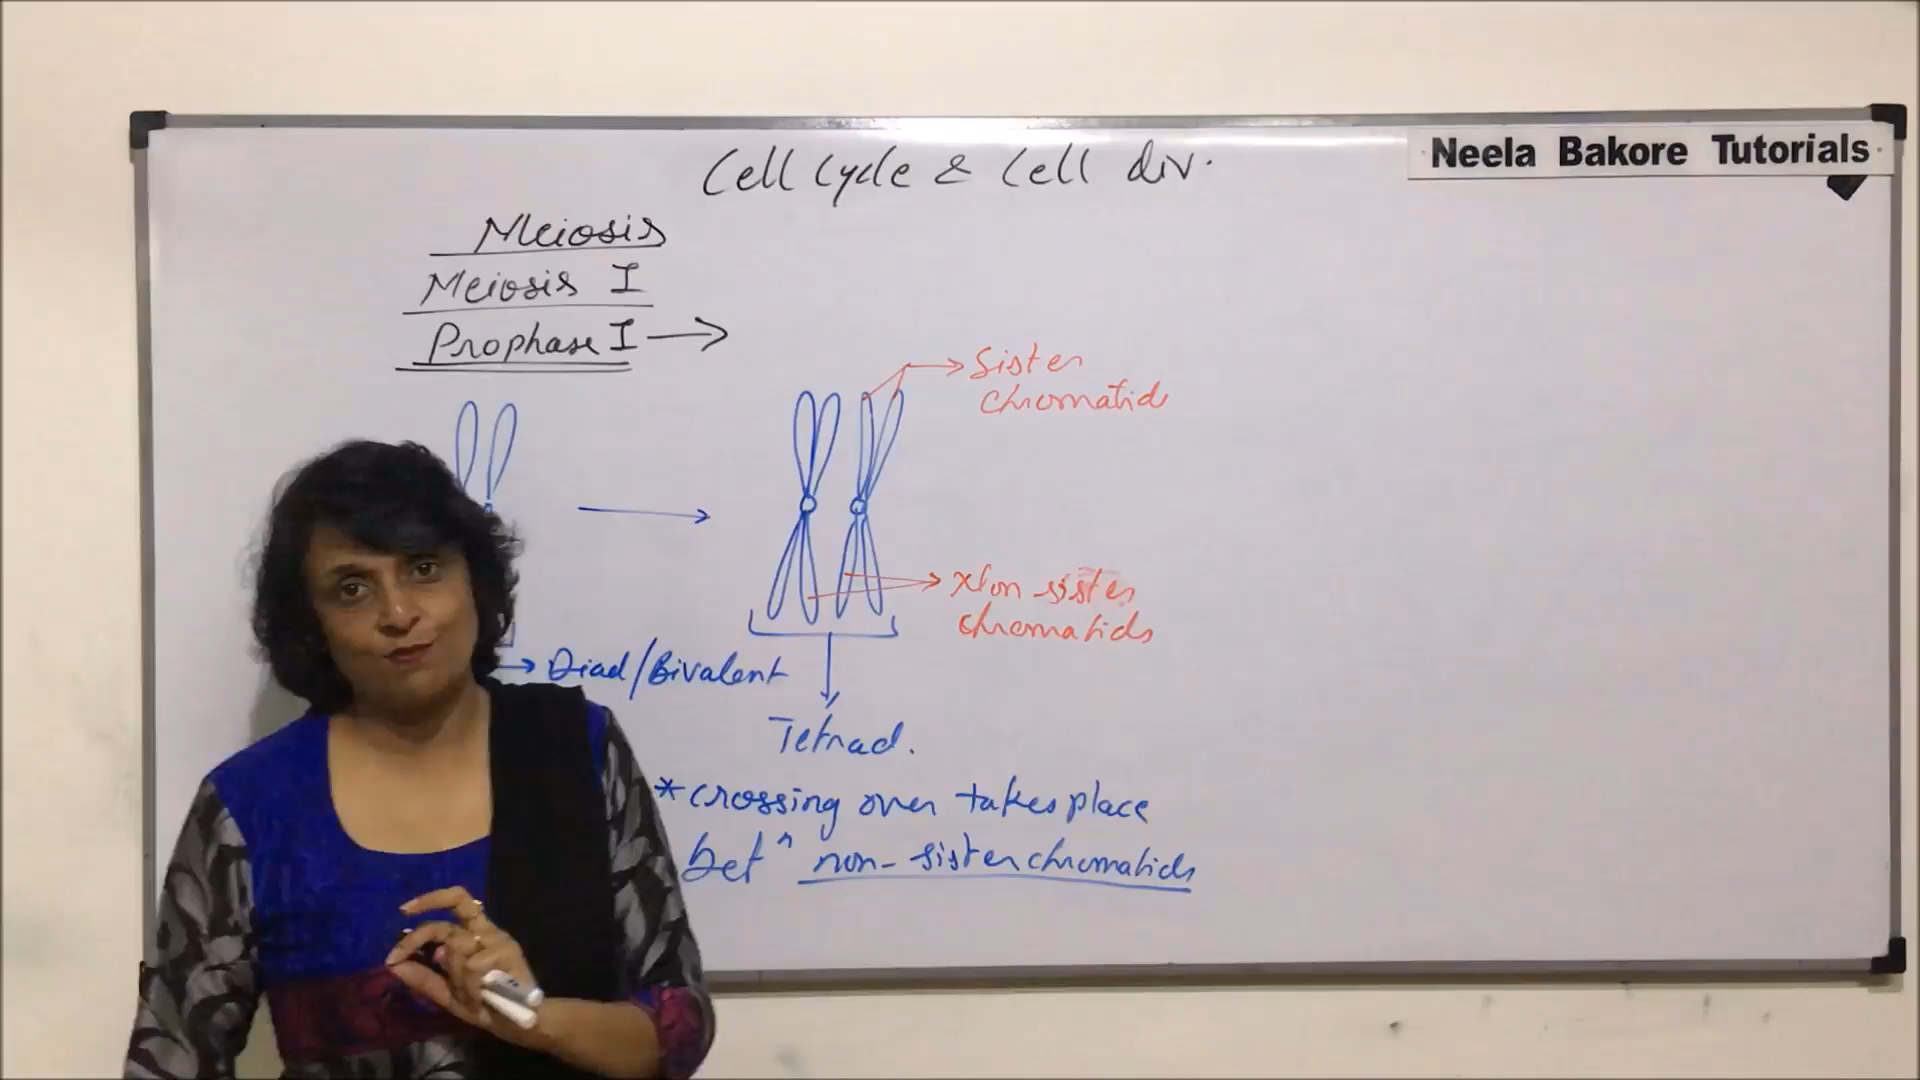 Neela Bakore Tutorials
Cell Cycle & Cell div.
Meiosis
Meiosis I
Prophase I →
→ Sister
chromatid
→ Non sister
chromatids
→ Diad/Bivalent
Tetrad.
* crossing over takes place
betⁿ non-sister chromatids